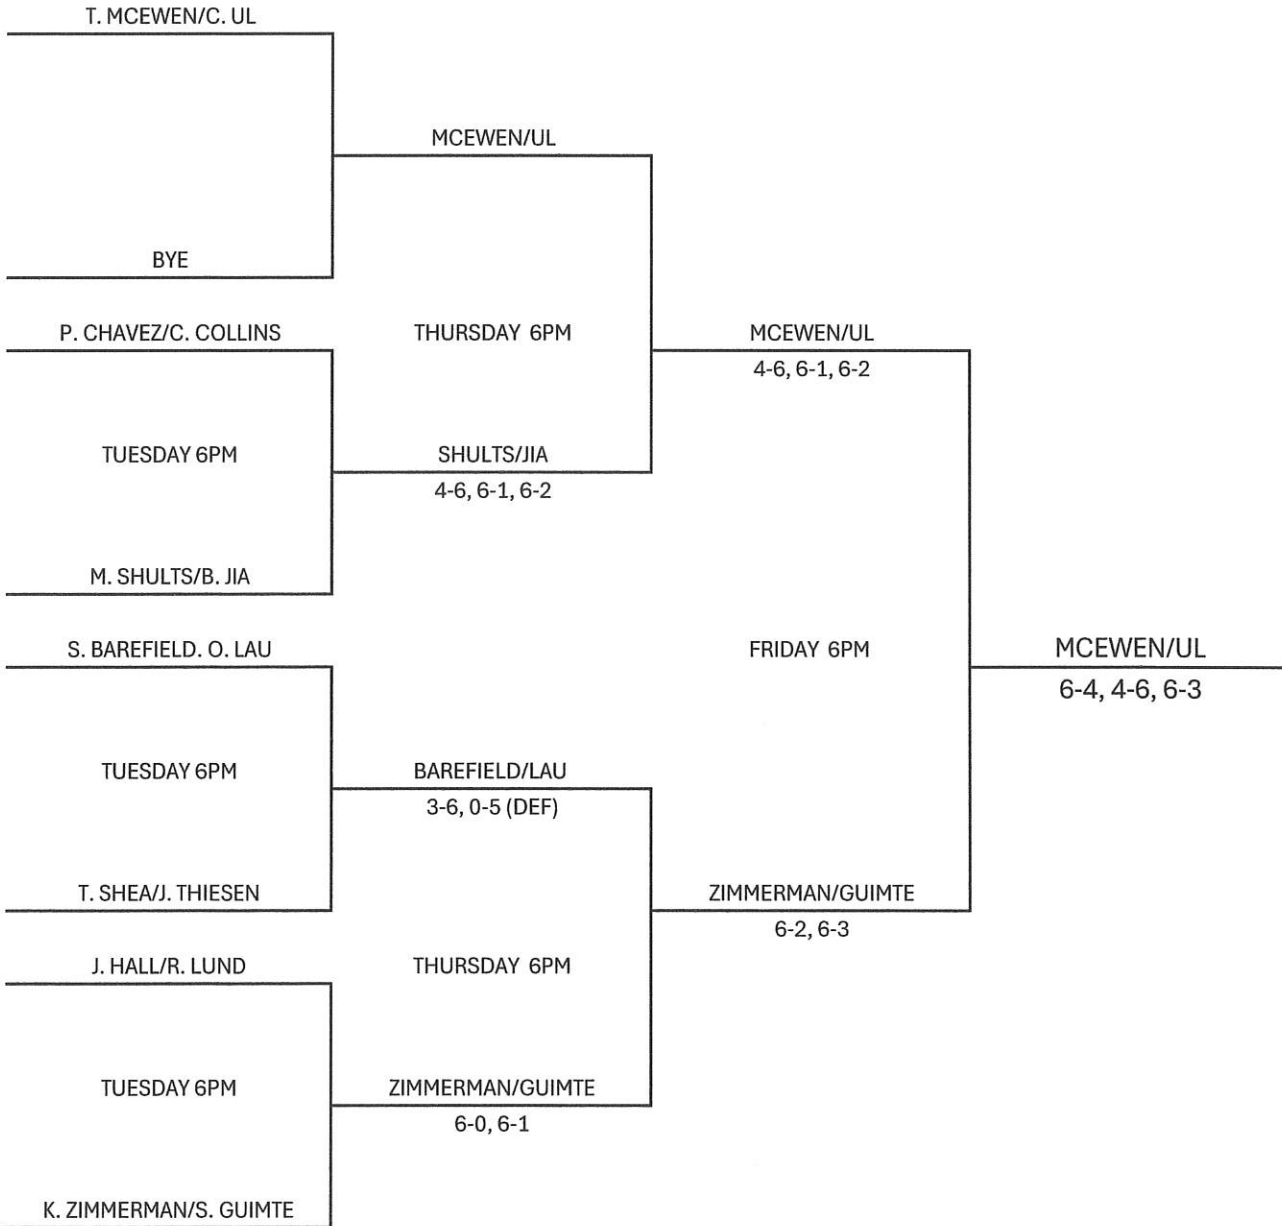 T. MCEWEN/C. UL
MCEWEN/UL
BYE
P. CHAVEZ/C. COLLINS
THURSDAY 6PM
MCEWEN/UL
4-6, 6-1, 6-2
TUESDAY 6PM
SHULTS/JIA
4-6, 6-1, 6-2
M. SHULTS/B. JIA
S. BAREFIELD. O. LAU
FRIDAY 6PM
MCEWEN/UL
6-4, 4-6, 6-3
TUESDAY 6PM
BAREFIELD/LAU
3-6, 0-5 (DEF)
T. SHEA/J. THIESEN
ZIMMERMAN/GUIMTE
6-2, 6-3
J. HALL/R. LUND
THURSDAY 6PM
TUESDAY 6PM
ZIMMERMAN/GUIMTE
6-0, 6-1
K. ZIMMERMAN/S. GUIMTE